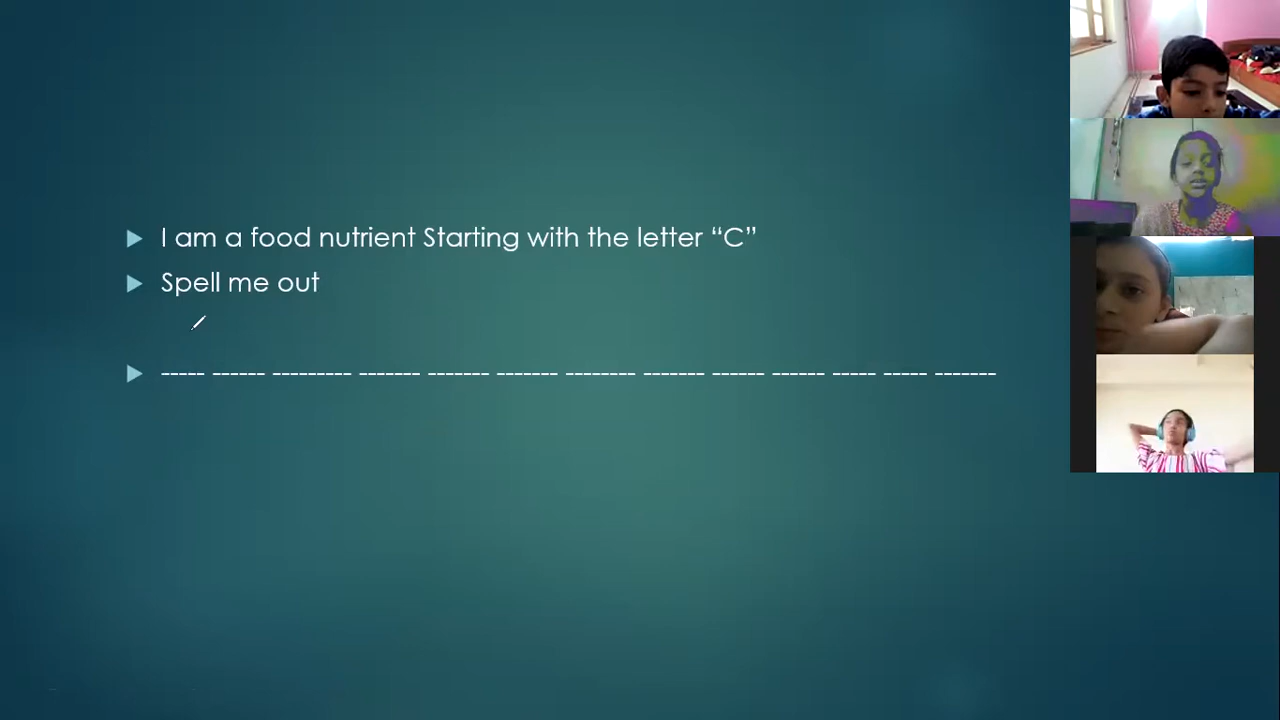 I am a food nutrient Starting with the letter “C”
Spell me out
----- ------ --------- ------- ------- ------- -------- ------- ------ ------ ----- ----- -------